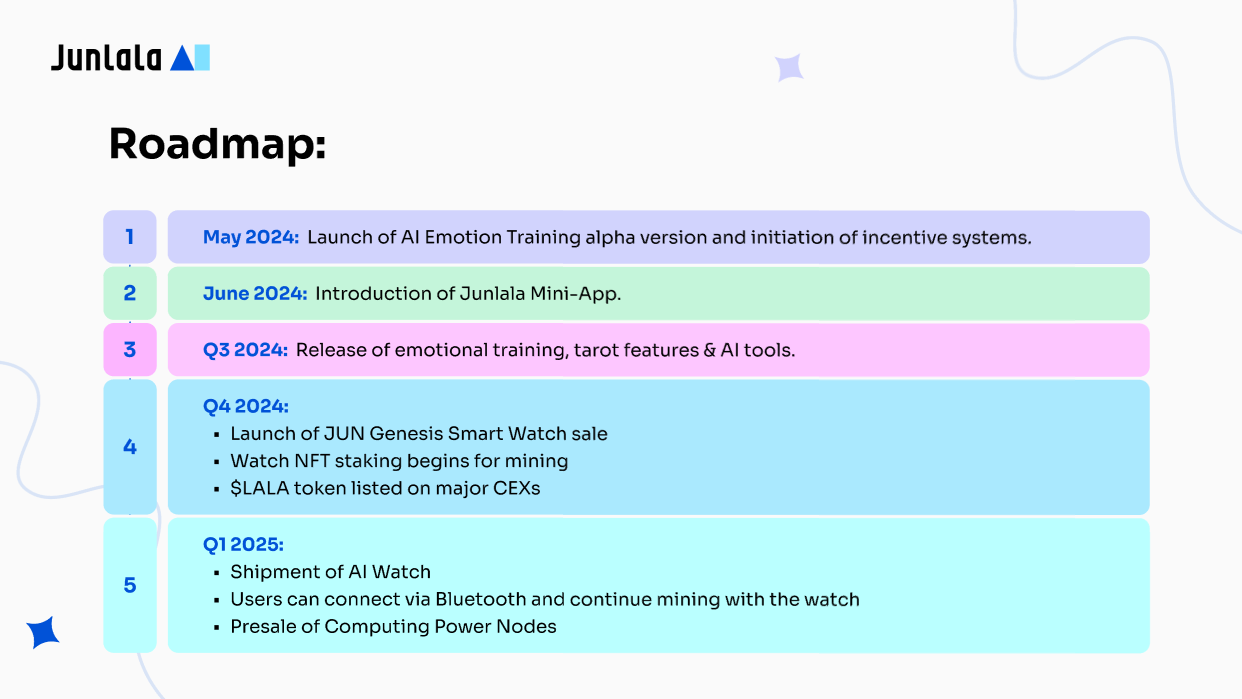 Junlala AI
Roadmap:
1
May 2024: Launch of AI Emotion Training alpha version and initiation of incentive systems.
2
June 2024: Introduction of Junlala Mini-App.
3
Q3 2024: Release of emotional training, tarot features & AI tools.
4
Q4 2024:
▪ Launch of JUN Genesis Smart Watch sale
▪ Watch NFT staking begins for mining
▪ $LALA token listed on major CEXs
5
Q1 2025:
▪ Shipment of AI Watch
▪ Users can connect via Bluetooth and continue mining with the watch
▪ Presale of Computing Power Nodes